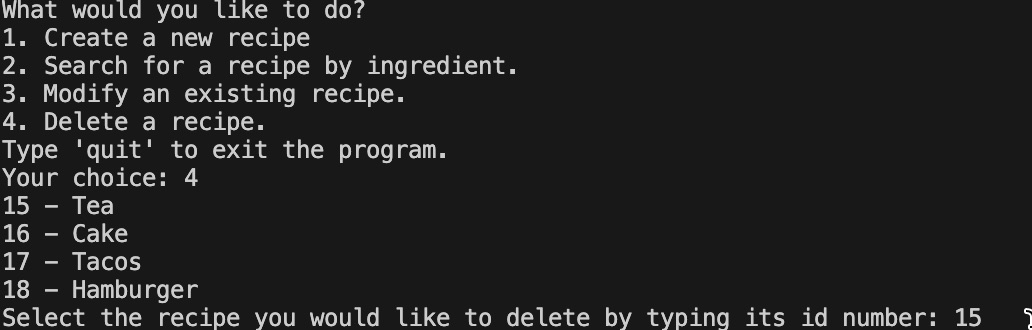 What would you like to do?
1. Create a new recipe
2. Search for a recipe by ingredient.
3. Modify an existing recipe.
4. Delete a recipe.
Type 'quit' to exit the program.
Your choice: 4
15 - Tea
16 - Cake
17 - Tacos
18 - Hamburger
Select the recipe you would like to delete by typing its id number: 15